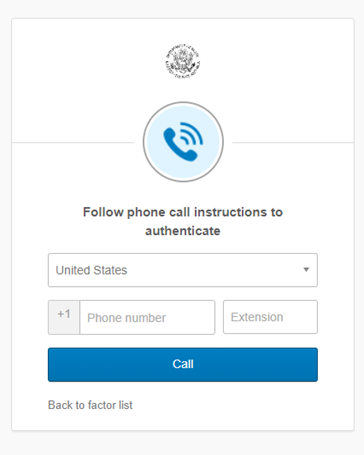 Follow phone call instructions to
authenticate
United States
+1 Phone number Extension
Call
Back to factor list